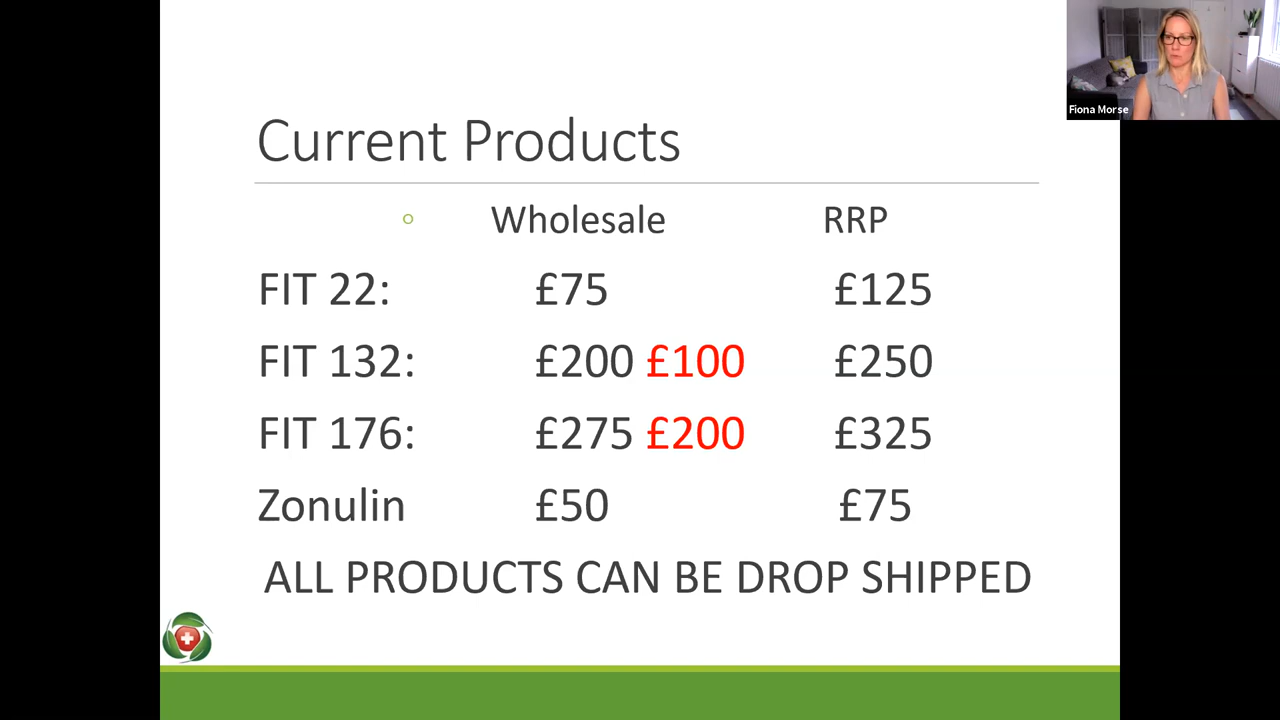 Fiona Morse
Current Products
Wholesale RRP
FIT 22: £75 £125
FIT 132: £200 £100 £250
FIT 176: £275 £200 £325
Zonulin £50 £75
ALL PRODUCTS CAN BE DROP SHIPPED